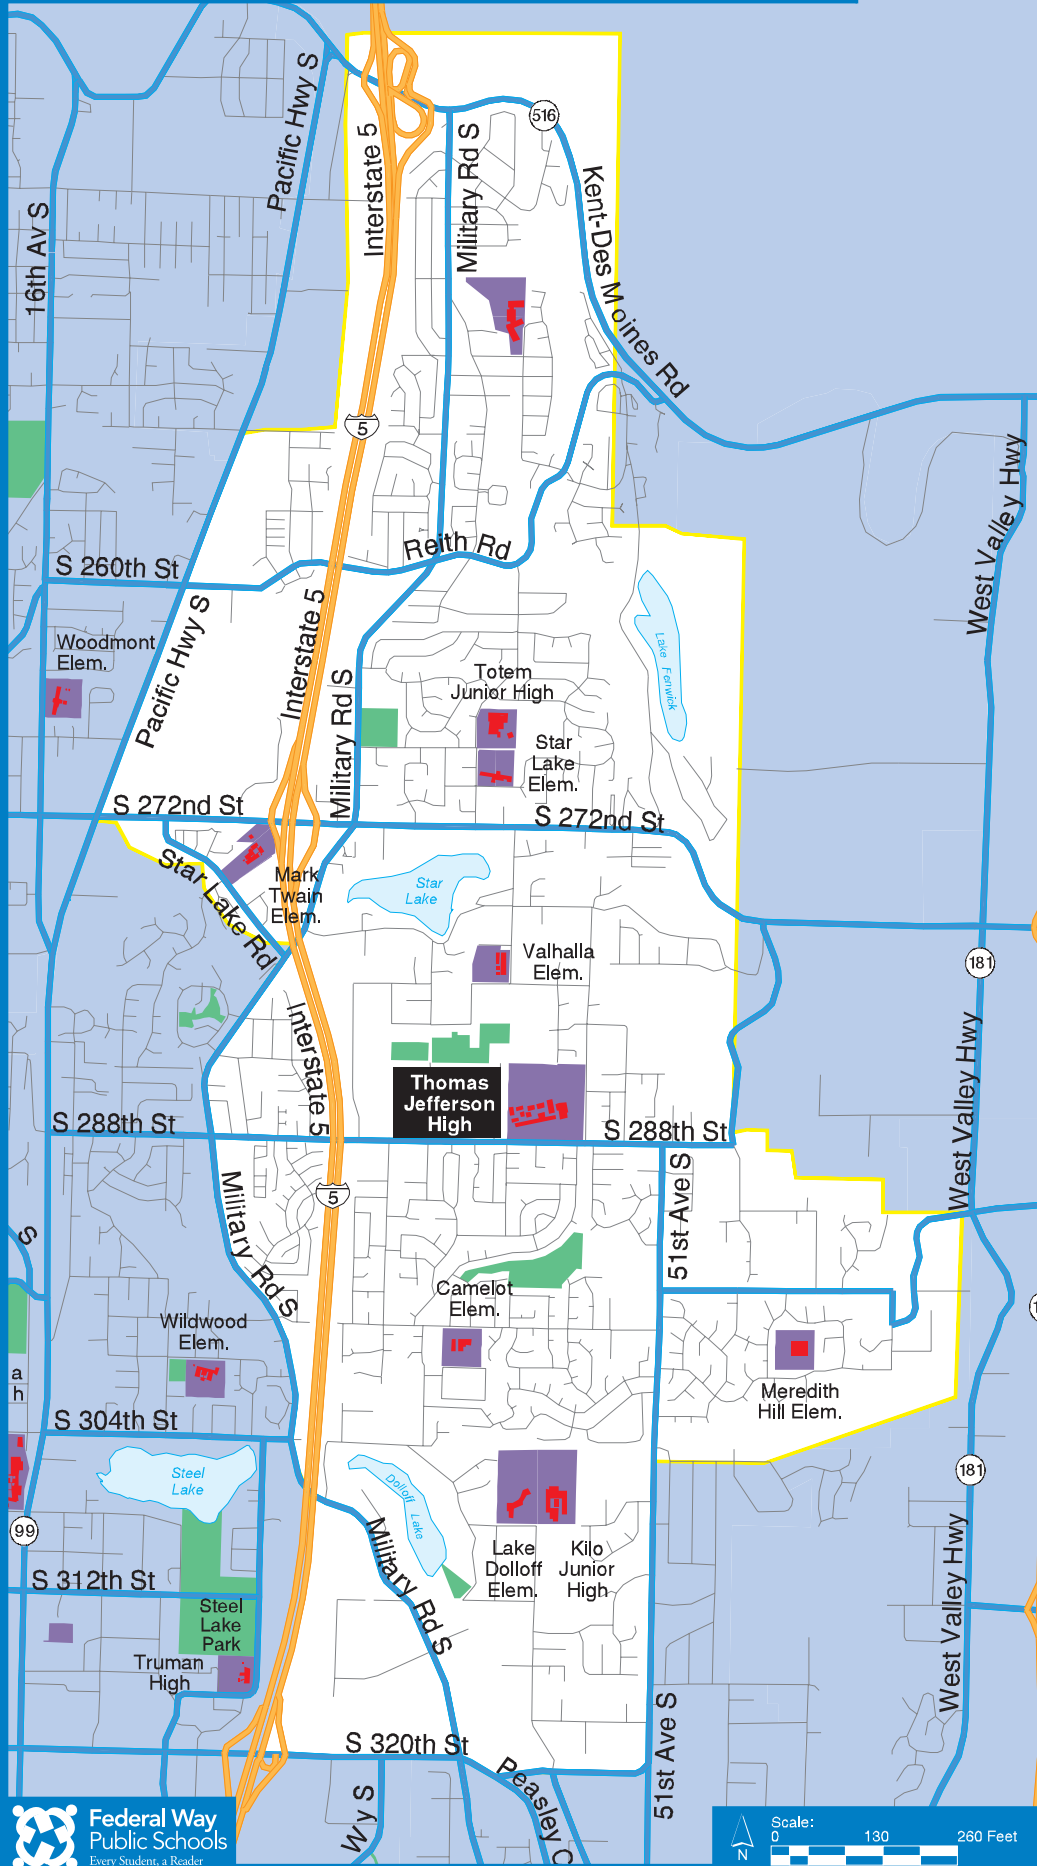 516
Pacific Hwy S
Interstate 5
Military Rd S
Kent-Des Moines Rd
16th Av S
5
West Valley Hwy
Reith Rd
S 260th St
Interstate 5
Pacific Hwy S
Woodmont
Elem.
Lake Fenwick
Military Rd S
Totem
Junior High
Star
Lake
Elem.
S 272nd St
S 272nd St
Star Lake Rd
Mark
Twain
Elem.
Star
Lake
Valhalla
Elem.
181
Interstate 5
West Valley Hwy
Thomas
Jefferson
High
S 288th St
S 288th St
51st Ave S
5
Military Rd S
S
Camelot
Elem.
Wildwood
Elem.
a
h
Meredith
Hill Elem.
S 304th St
Steel
Lake
Dolloff Lake
181
99
Military Rd S
Lake
Dolloff
Elem.
Kilo
Junior
High
West Valley Hwy
S 312th St
Steel
Lake
Park
Truman
High
51st Ave S
S 320th St
Peasley C
W y S
Federal Way
Public Schools
Every Student, a Reader
N
Scale:
0 130 260 Feet